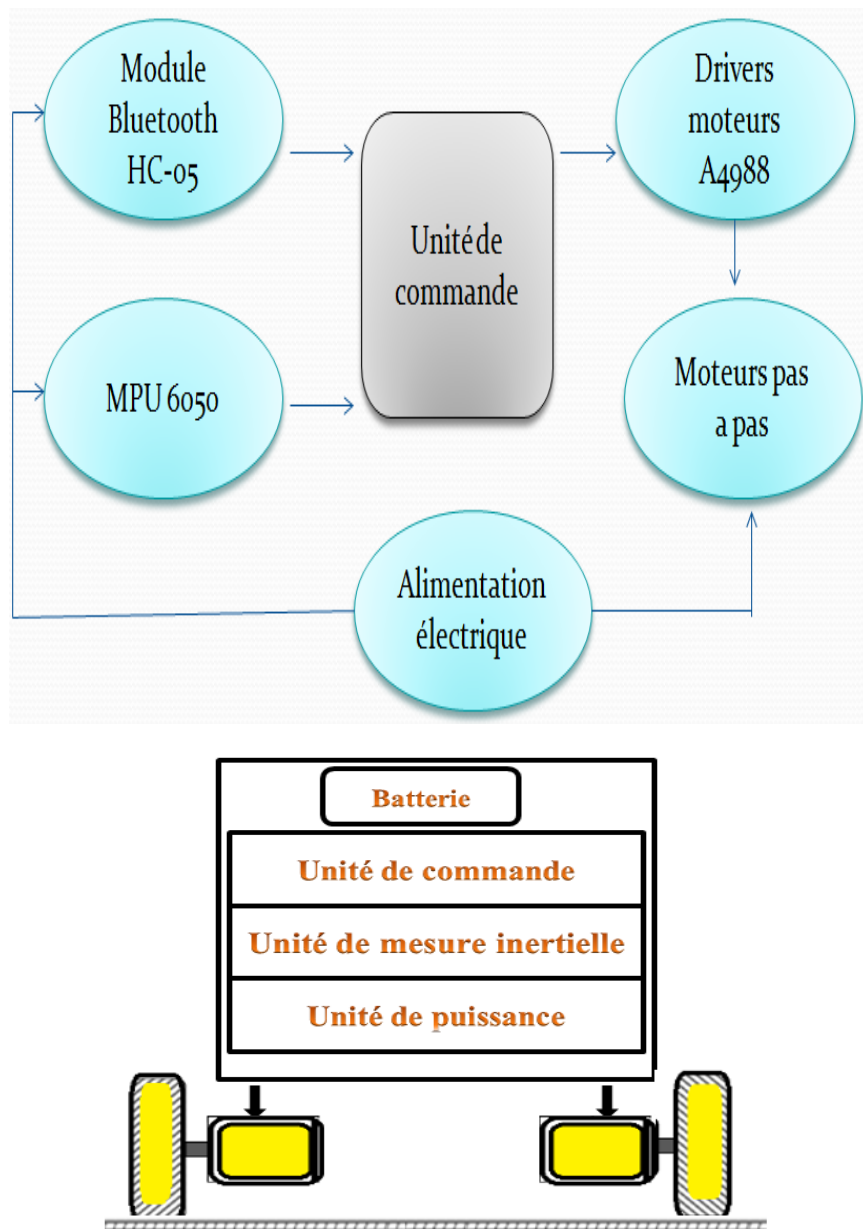 Module
Bluetooth
HC-05
Drivers
moteurs
A4988
Unité de
commande
MPU 6050
Moteurs pas
a pas
Alimentation
électrique
Batterie
Unité de commande
Unité de mesure inertielle
Unité de puissance